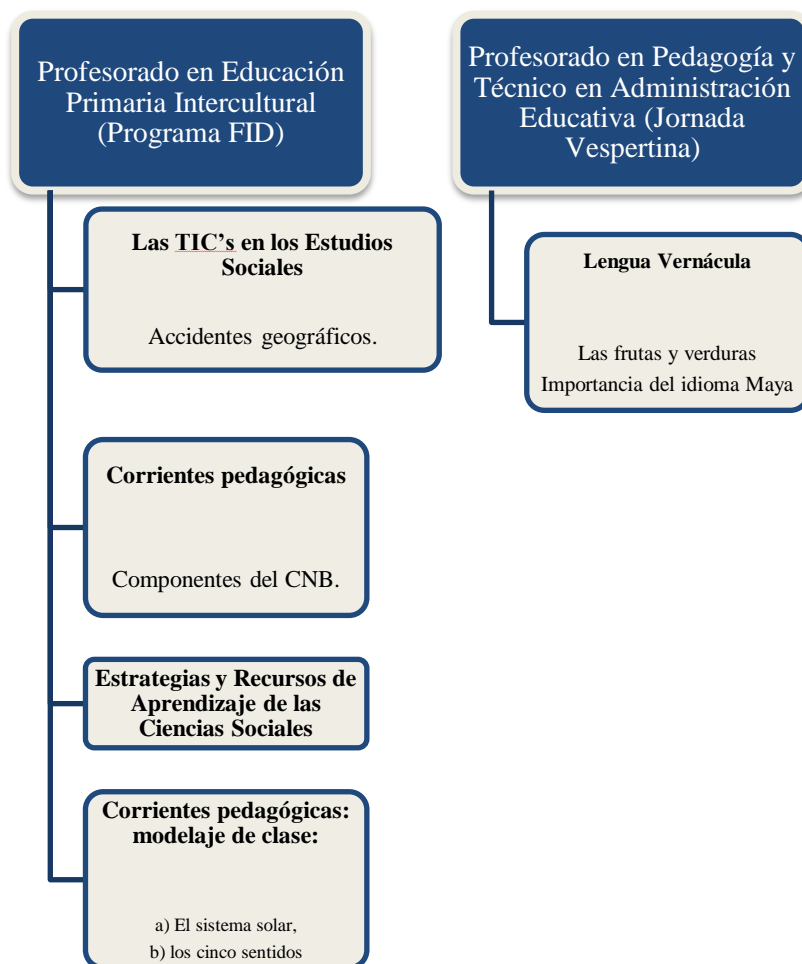 Profesorado en Educación
Primaria Intercultural
(Programa FID)
Las TIC’s en los Estudios
Sociales
Accidentes geográficos.
Corrientes pedagógicas
Componentes del CNB.
Estrategias y Recursos de
Aprendizaje de las
Ciencias Sociales
Corrientes pedagógicas:
modelaje de clase:
a) El sistema solar,
b) los cinco sentidos
Profesorado en Pedagogía y
Técnico en Administración
Educativa (Jornada
Vespertina)
Lengua Vernácula
Las frutas y verduras
Importancia del idioma Maya